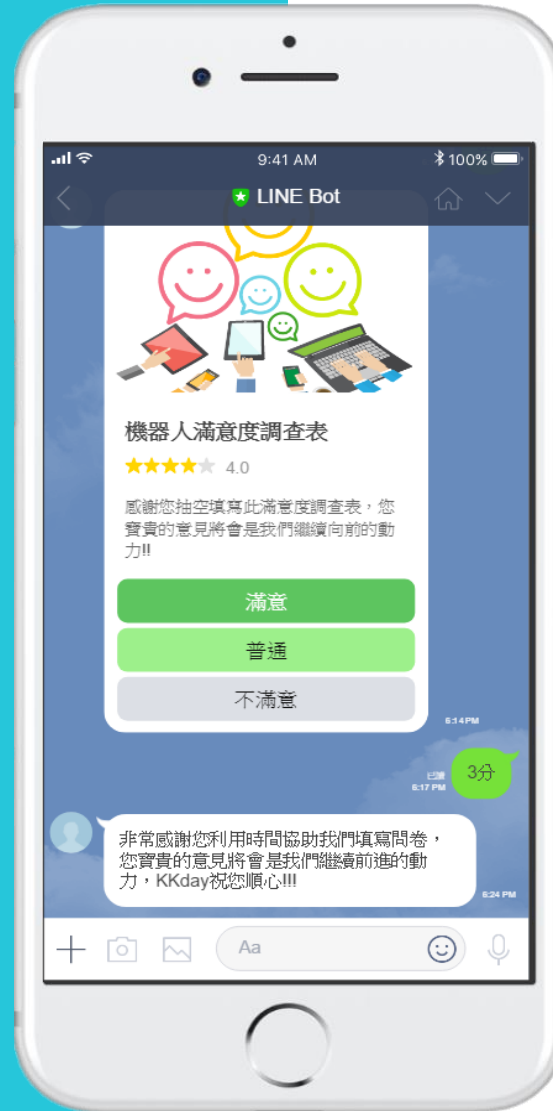 9:41 AM
100%
LINE Bot
機器人滿意度調查表
4.0
感謝您抽空填寫此滿意度調查表，您
寶貴的意見將會是我們繼續向前的動
力!!
滿意
普通
不滿意
6:14 PM
已讀
6:17 PM
3分
非常感謝您利用時間協助我們填寫問卷，
您寶貴的意見將會是我們繼續前進的動
力，KKday祝您順心!!!
6:24 PM
Aa